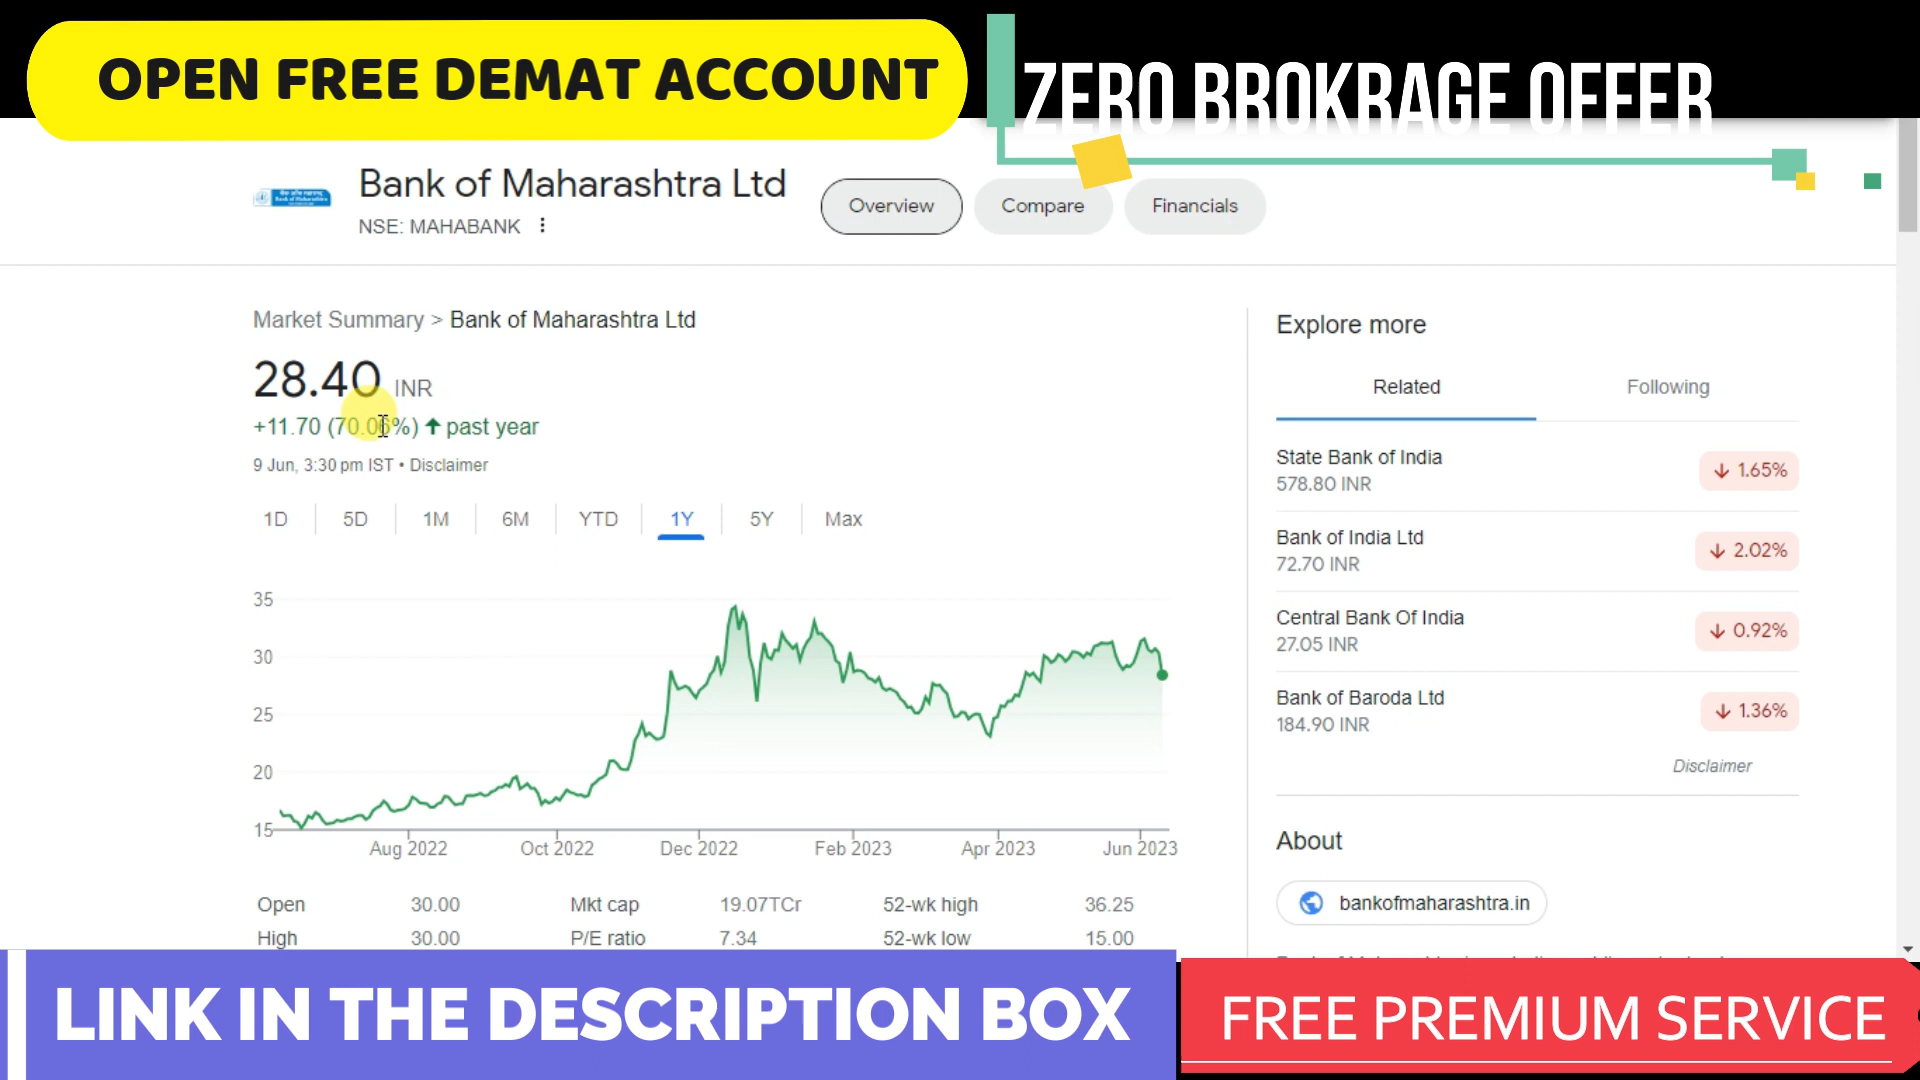 OPEN FREE DEMAT ACCOUNT
ZERO BROKRAGE OFFER
Bank of Maharashtra Ltd
NSE: MAHABANK
Overview
Compare
Financials
Market Summary > Bank of Maharashtra Ltd
28.40 INR
+11.70 (70.06%) ↑ past year
9 Jun, 3:30 pm IST • Disclaimer
1D 5D 1M 6M YTD 1Y 5Y Max
35
30
25
20
15
Aug 2022 Oct 2022 Dec 2022 Feb 2023 Apr 2023 Jun 2023
Open 30.00 Mkt cap 19.07TCr 52-wk high 36.25
High 30.00 P/E ratio 7.34 52-wk low 15.00
Explore more
Related Following
State Bank of India
578.80 INR
↓ 1.65%
Bank of India Ltd
72.70 INR
↓ 2.02%
Central Bank Of India
27.05 INR
↓ 0.92%
Bank of Baroda Ltd
184.90 INR
↓ 1.36%
Disclaimer
About
bankofmaharashtra.in
LINK IN THE DESCRIPTION BOX
FREE PREMIUM SERVICE